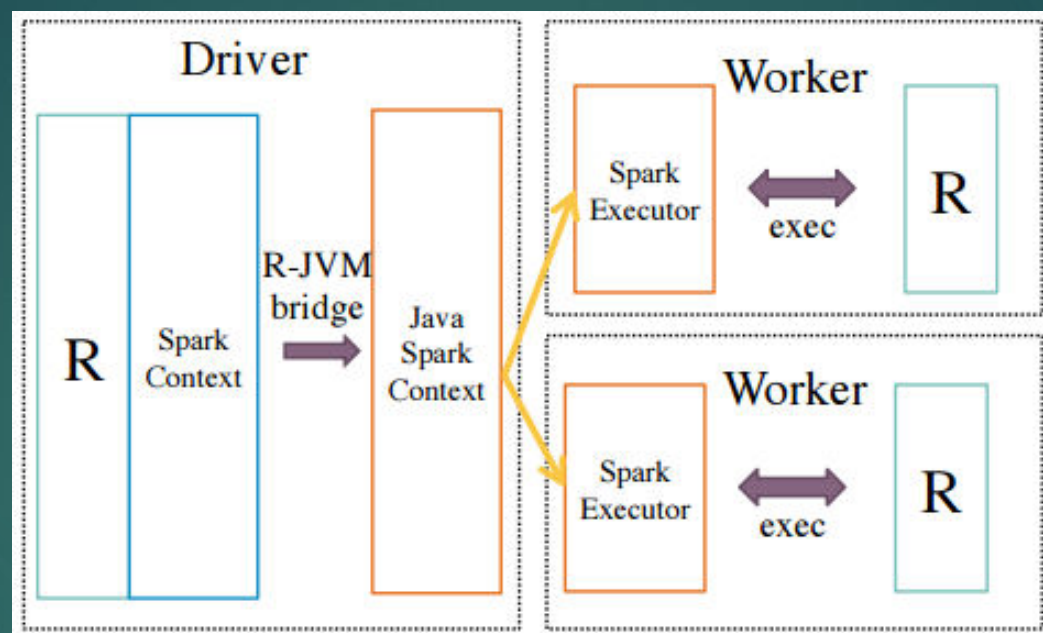 Driver
R
Spark
Context
R-JVM
bridge
Java
Spark
Context
Worker
Spark
Executor
exec
R
Worker
Spark
Executor
exec
R